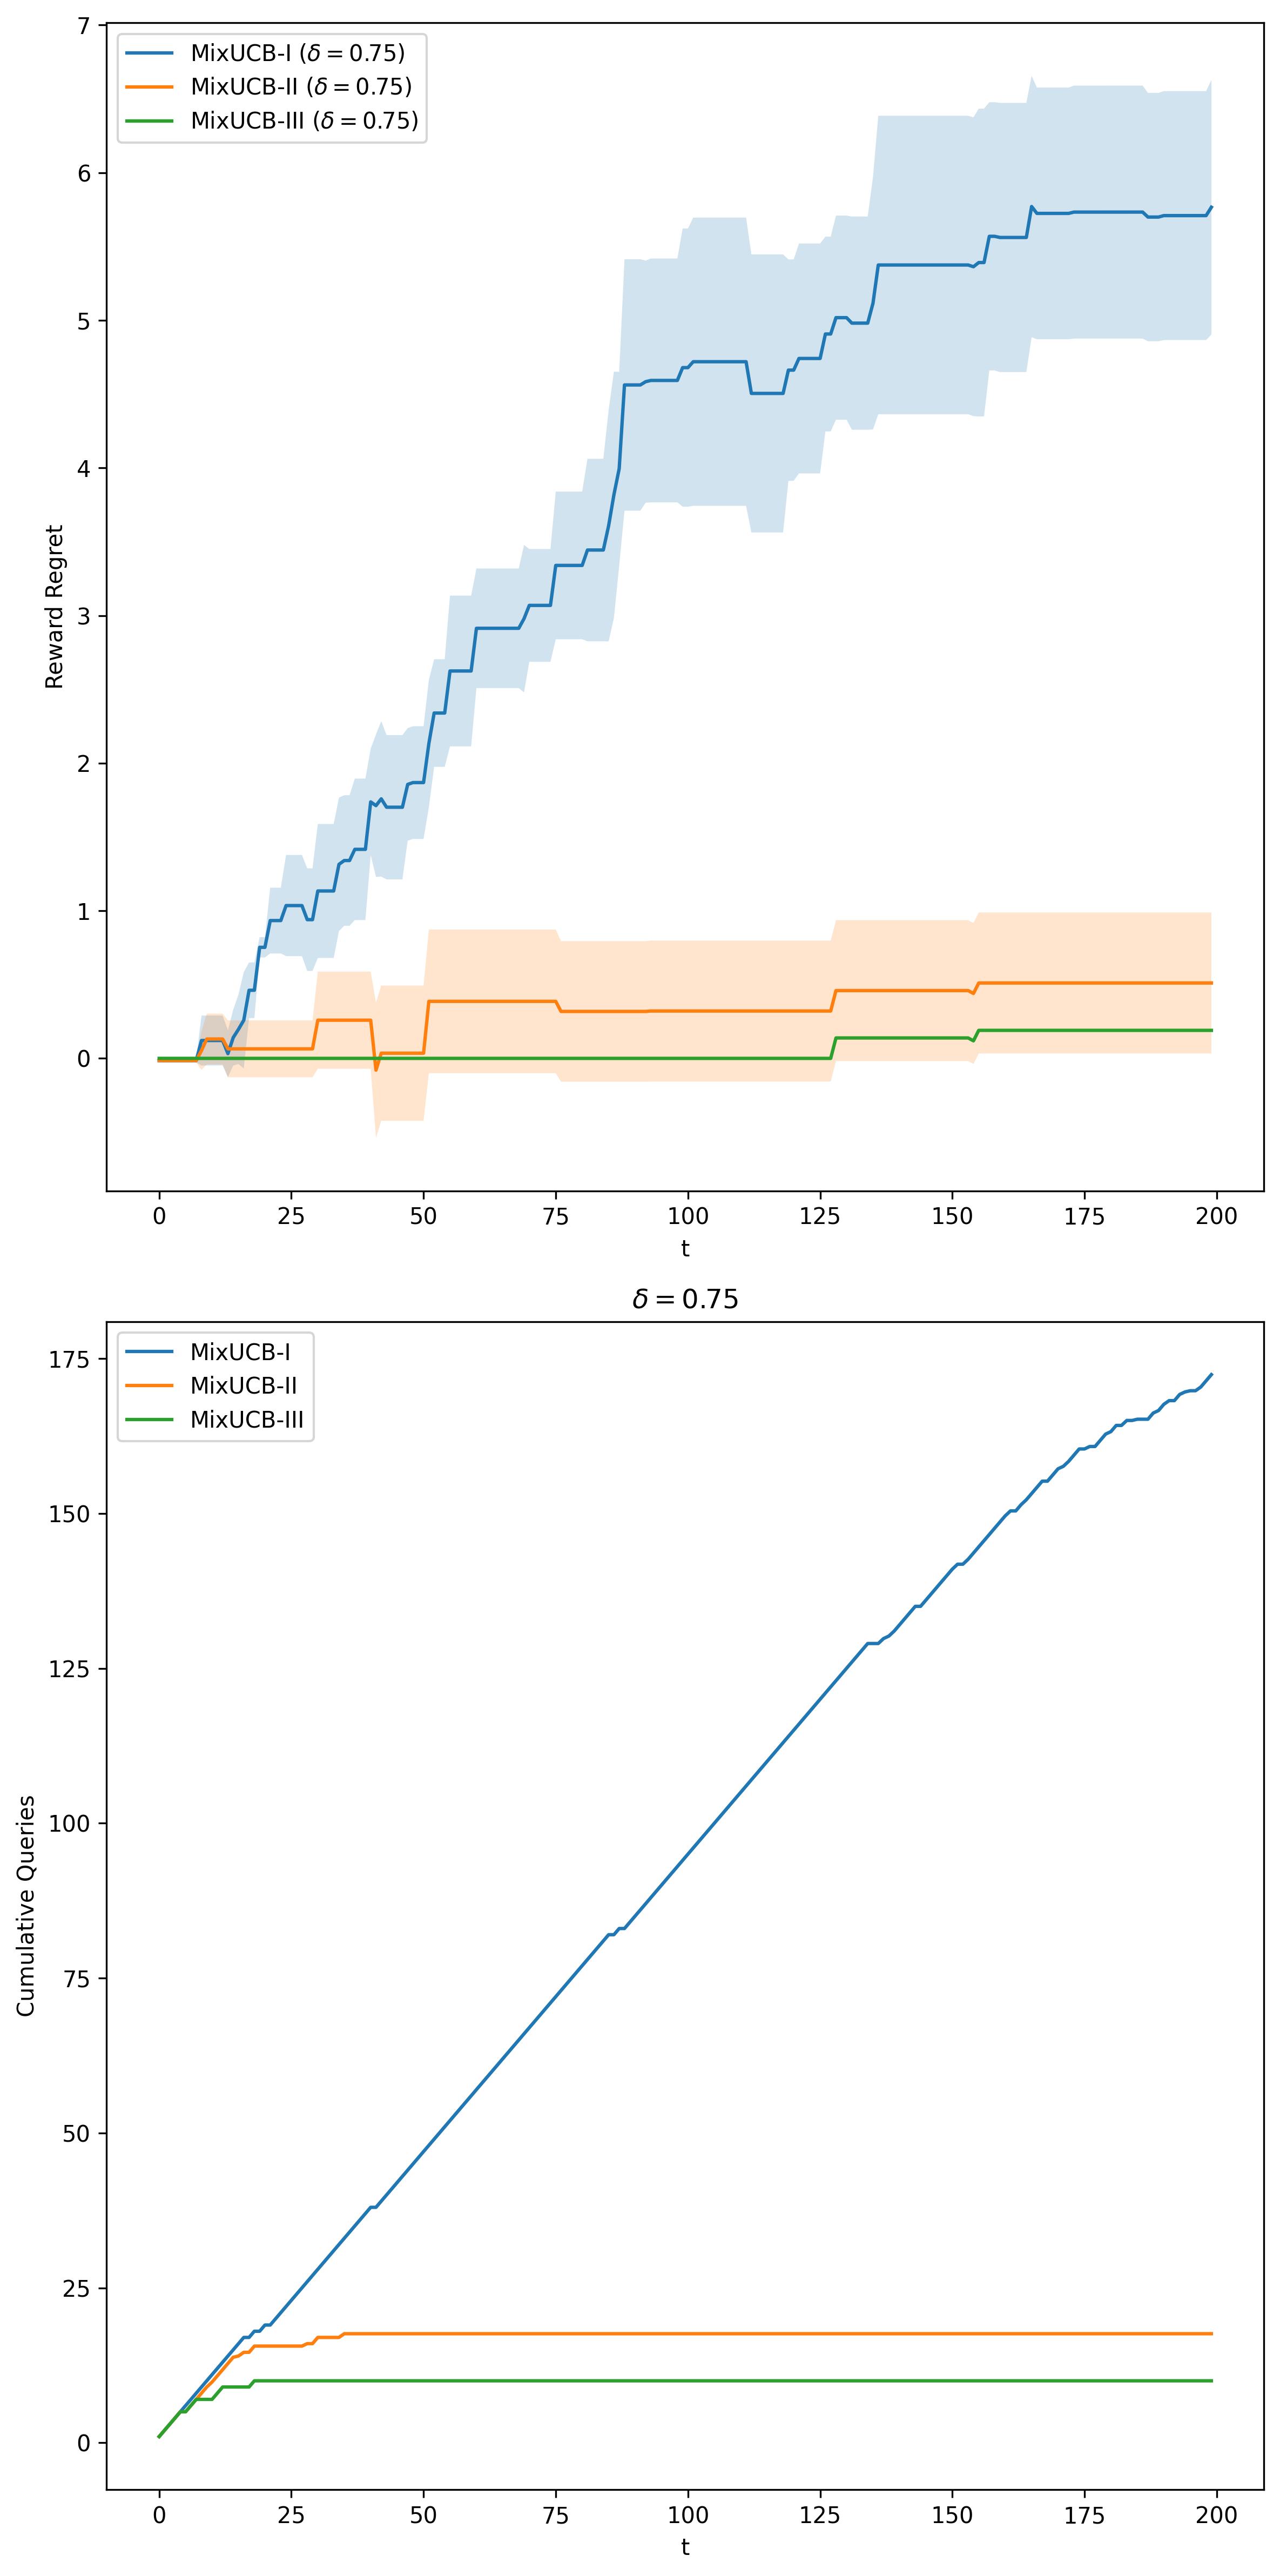 7
6
5
4
3
2
1
0
Reward Regret
MixUCB-I (δ = 0.75)
MixUCB-II (δ = 0.75)
MixUCB-III (δ = 0.75)
0 25 50 75 100 125 150 175 200
t
δ = 0.75
175
150
125
100
75
50
25
0
Cumulative Queries
MixUCB-I
MixUCB-II
MixUCB-III
0 25 50 75 100 125 150 175 200
t